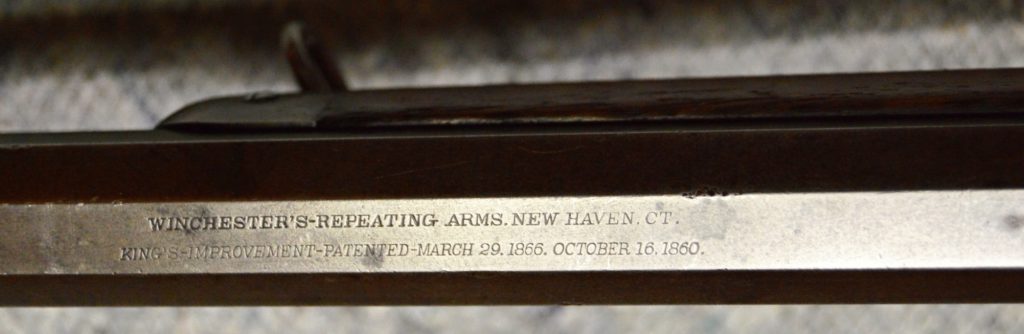 WINCHESTER'S-REPEATING ARMS. NEW HAVEN. CT.
KING'S-IMPROVEMENT-PATENTED-MARCH 29. 1866. OCTOBER 16. 1860.